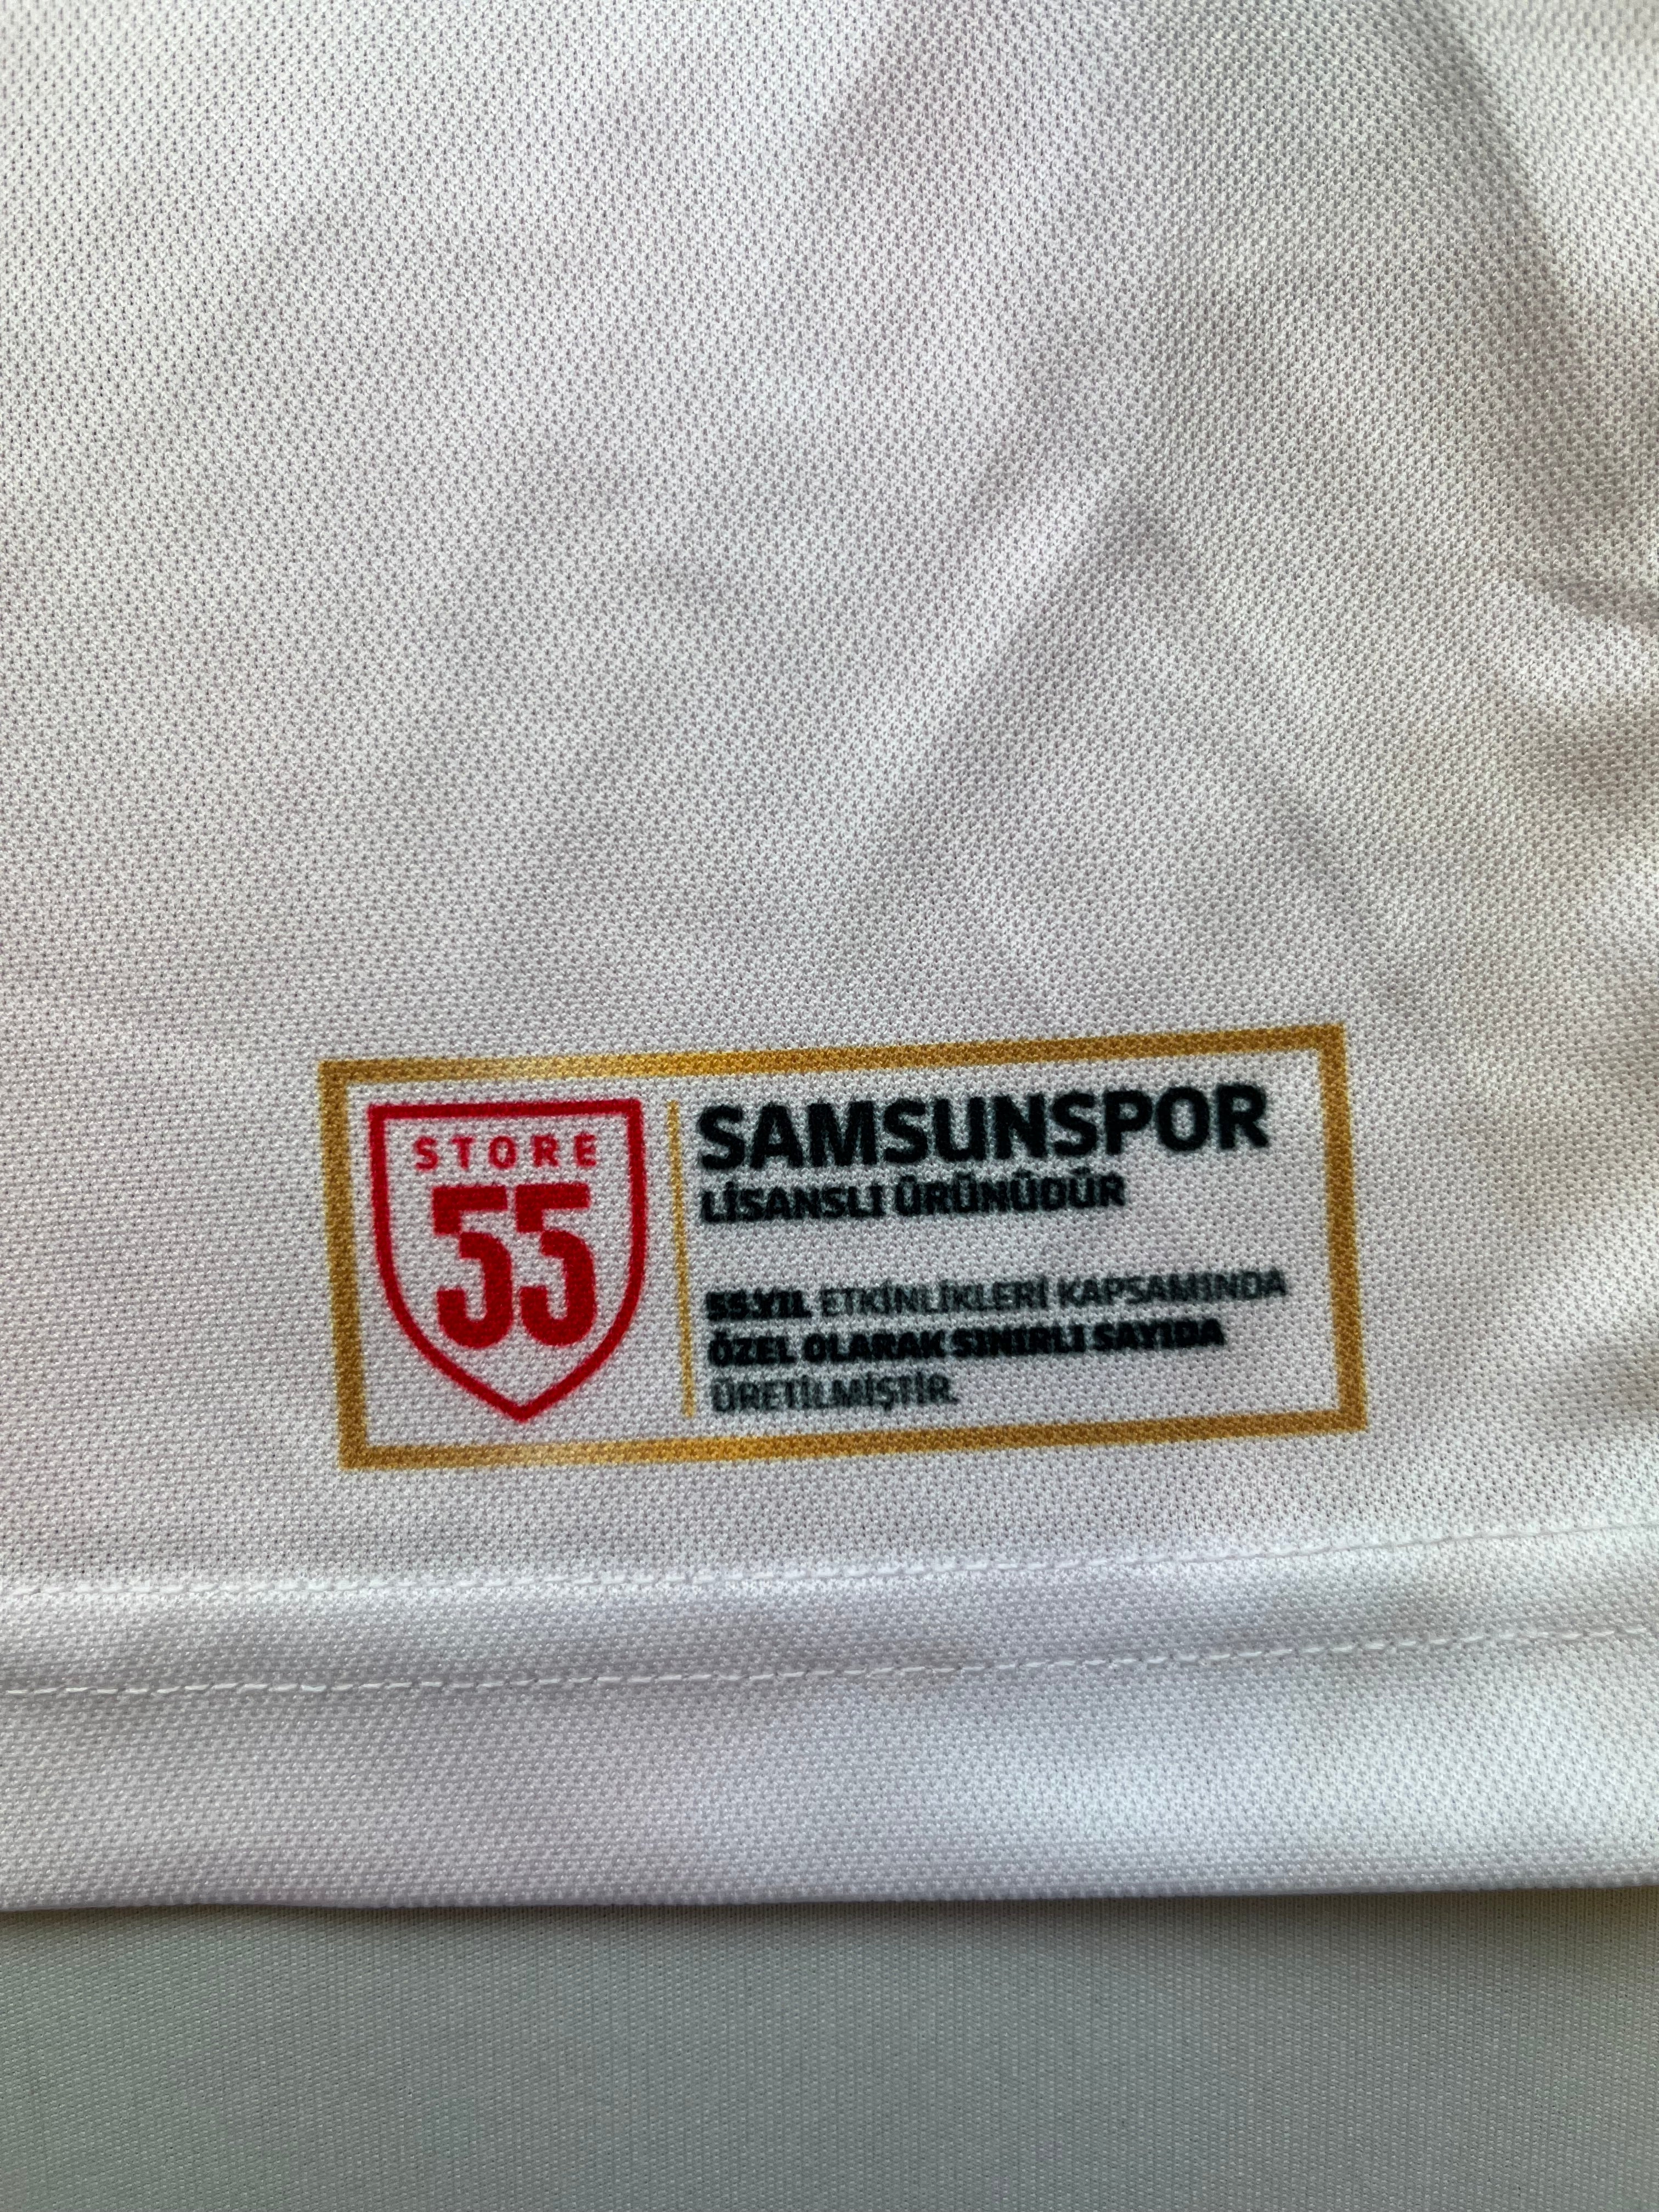 STORE
55
SAMSUNSPOR
LİSANSLI ÜRÜNÜDÜR
55.YIL ETKİNLİKLERİ KAPSAMINDA
ÖZEL OLARAK SINIRLI SAYIDA
ÜRETİLMİŞTİR.